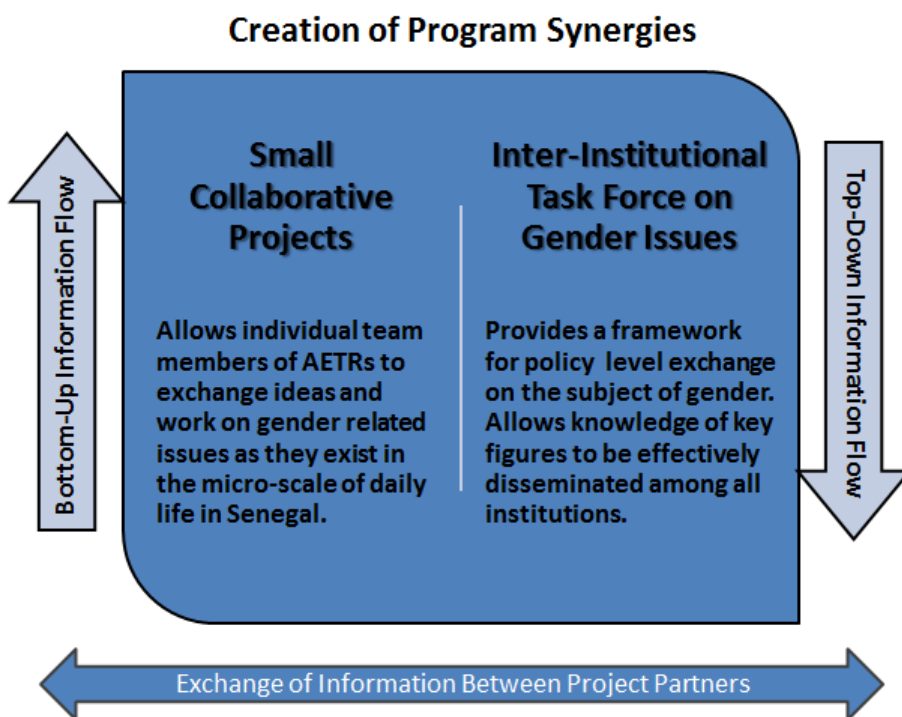 Creation of Program Synergies
Bottom-Up Information Flow
Small
Collaborative
Projects
Allows individual team
members of AETRs to
exchange ideas and
work on gender related
issues as they exist in
the micro-scale of daily
life in Senegal.
Inter-Institutional
Task Force on
Gender Issues
Provides a framework
for policy level exchange
on the subject of gender.
Allows knowledge of key
figures to be effectively
disseminated among all
institutions.
Top-Down Information Flow
Exchange of Information Between Project Partners